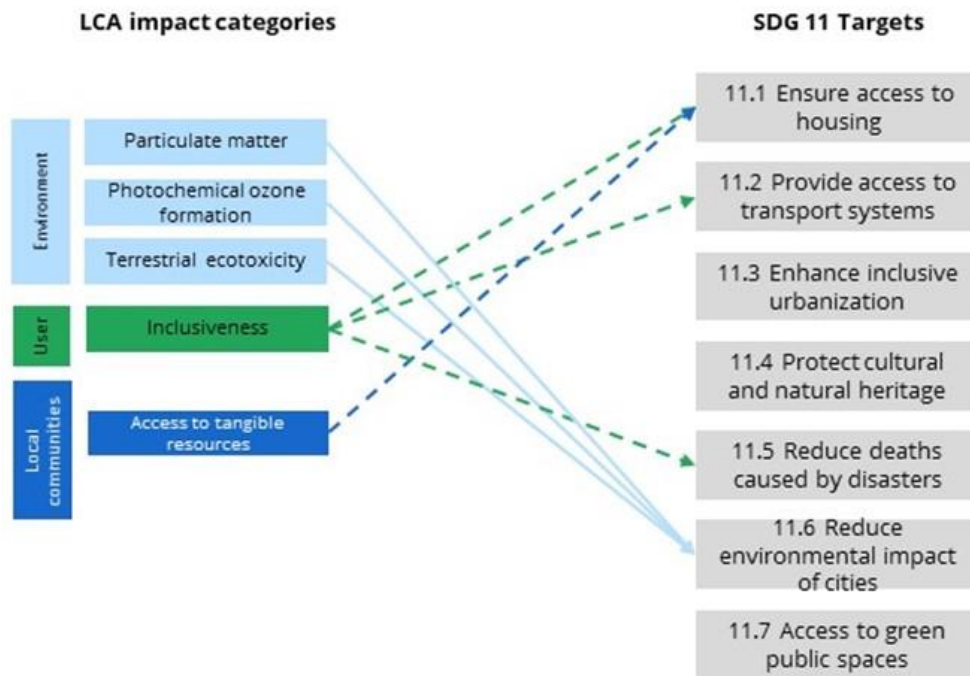 LCA impact categories
SDG 11 Targets
Environment
Particulate matter
Photochemical ozone
formation
Terrestrial ecotoxicity
User
Inclusiveness
Local
communities
Access to tangible
resources
11.1 Ensure access to
housing
11.2 Provide access to
transport systems
11.3 Enhance inclusive
urbanization
11.4 Protect cultural
and natural heritage
11.5 Reduce deaths
caused by disasters
11.6 Reduce
environmental impact
of cities
11.7 Access to green
public spaces